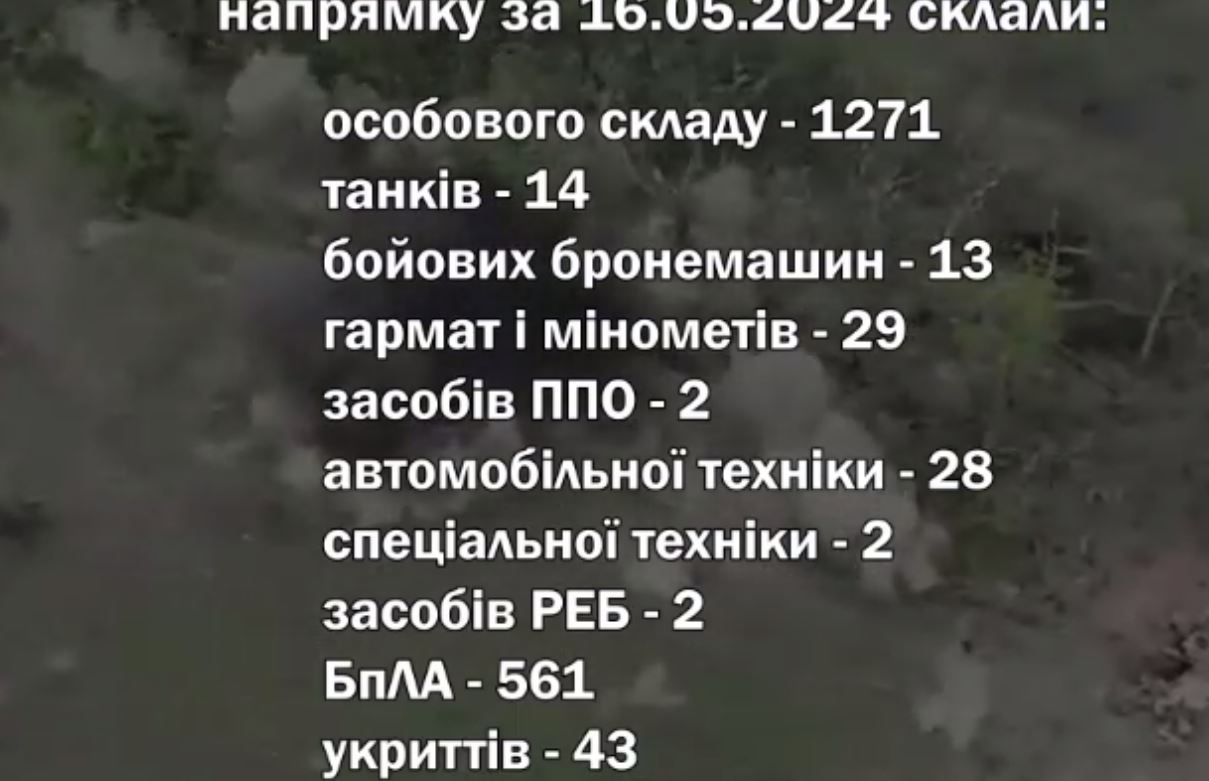 напрямку за 16.05.2024 склали:
особового складу - 1271
танків - 14
бойових бронемашин - 13
гармат і мінометів - 29
засобів ППО - 2
автомобільної техніки - 28
спеціальної техніки - 2
засобів РЕБ - 2
БпЛА - 561
укриттів - 43